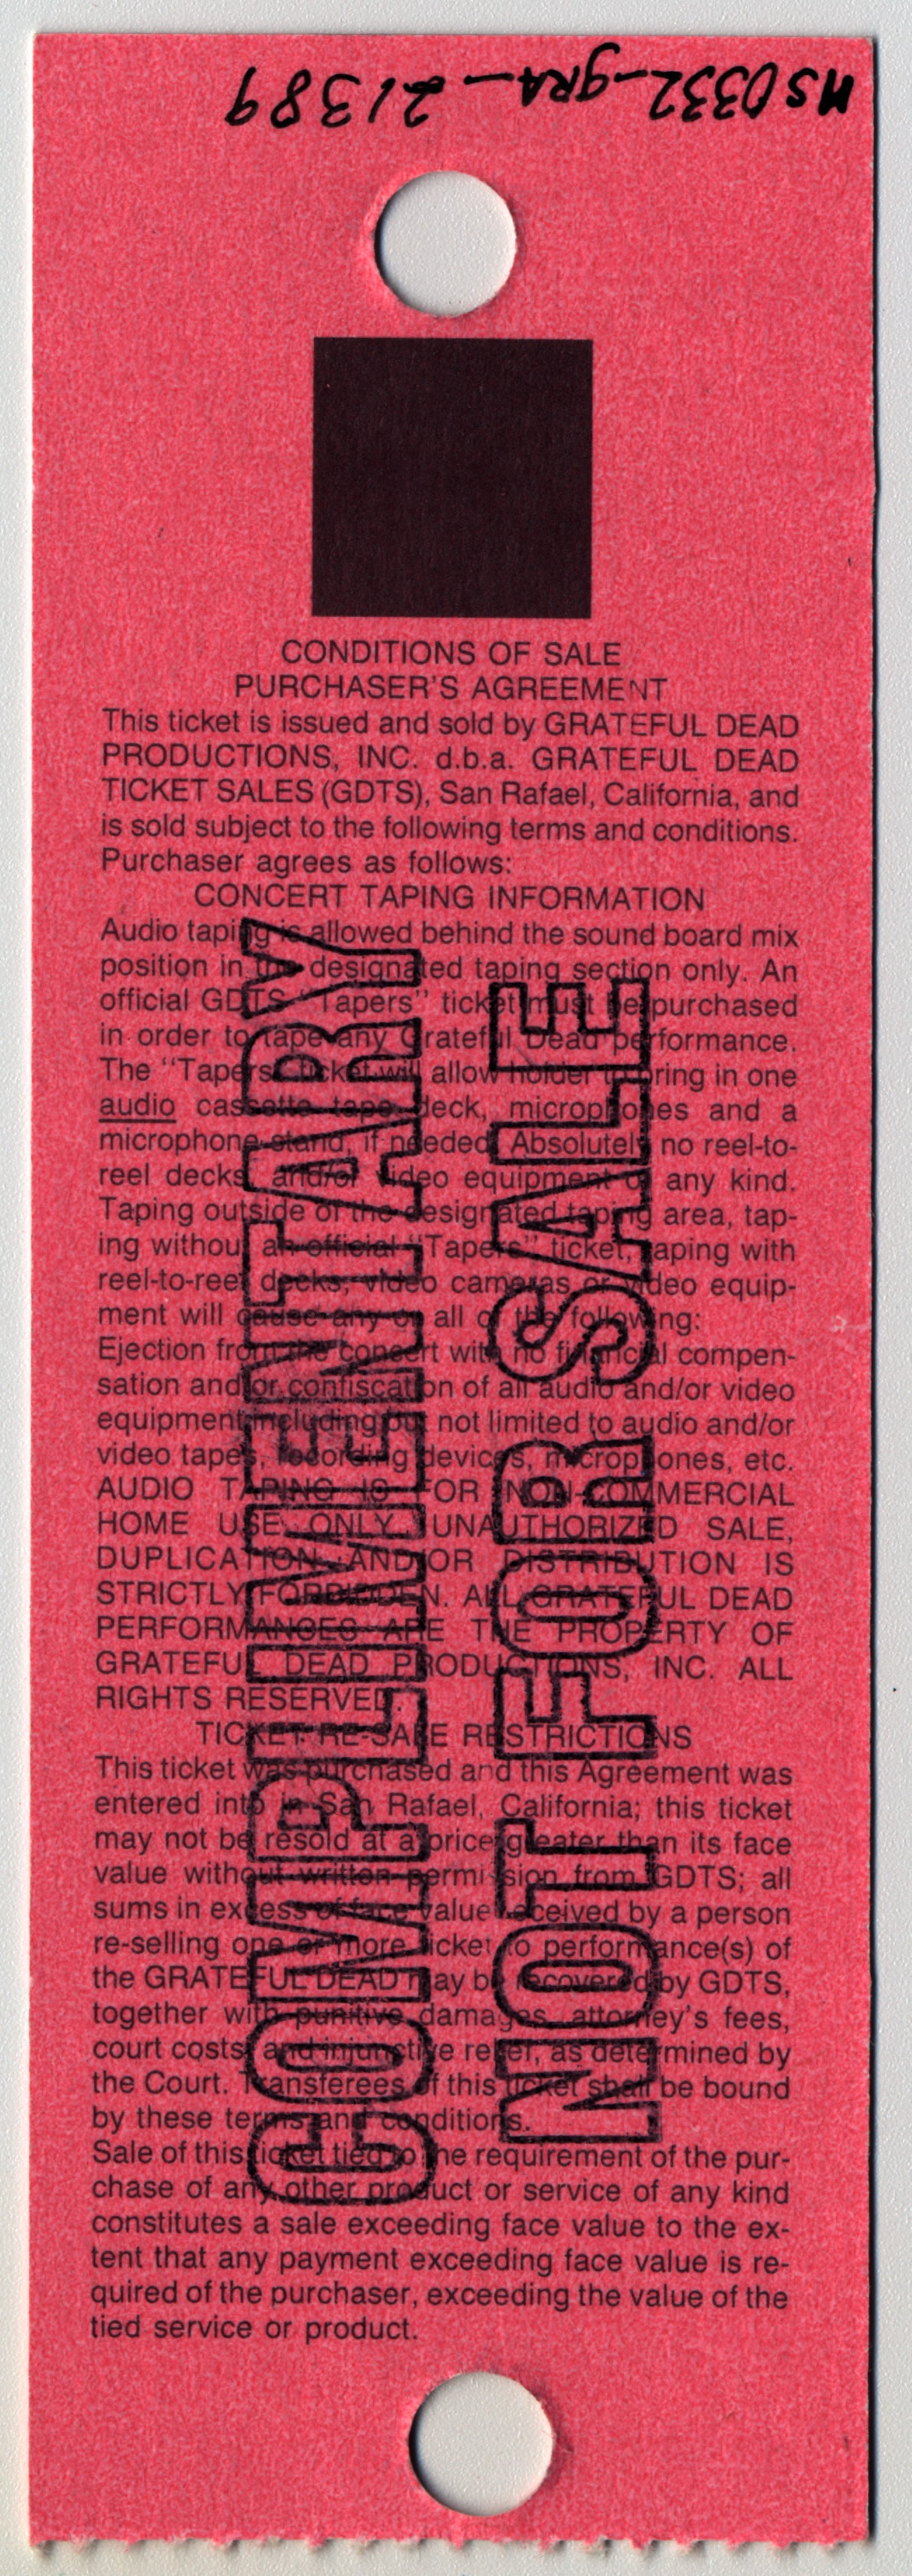 ms0332_gra_21389
CONDITIONS OF SALE
PURCHASER'S AGREEMENT
This ticket is issued and sold by GRATEFUL DEAD
PRODUCTIONS, INC. d.b.a. GRATEFUL DEAD
TICKET SALES (GDTS), San Rafael, California, and
is sold subject to the following terms and conditions.
Purchaser agrees as follows:
CONCERT TAPING INFORMATION
Audio taping is allowed behind the sound board mix
position in the designated taping section only. An
official GDTS "Tapers" ticket must be purchased
in order to tape any Grateful Dead performance.
The "Tapers" ticket will allow holder to bring in one
audio cassette tape deck, microphones and a
microphone stand, if needed. Absolutely no reel-to-
reel decks and/or video equipment of any kind.
Taping outside of the designated taping area, tap-
ing without an official "Tapers" ticket, taping with
reel-to-reel decks, video cameras or video equip-
ment will cause any or all of the following:
Ejection from the concert with no financial compen-
sation and/or confiscation of all audio and/or video
equipment including but not limited to audio and/or
video tapes, recording devices, microphones, etc.
AUDIO TAPING IS FOR NON-COMMERCIAL
HOME USE ONLY. UNAUTHORIZED SALE,
DUPLICATION AND/OR DISTRIBUTION IS
STRICTLY FORBIDDEN. ALL GRATEFUL DEAD
PERFORMANCES ARE THE PROPERTY OF
GRATEFUL DEAD PRODUCTIONS, INC. ALL
RIGHTS RESERVED.
TICKET RE-SALE RESTRICTIONS
This ticket was purchased and this Agreement was
entered into in San Rafael, California; this ticket
may not be resold at a price greater than its face
value without written permission from GDTS; all
sums in excess of face value received by a person
re-selling one or more ticket to performance(s) of
the GRATEFUL DEAD may be recovered by GDTS,
together with punitive damages, attorney's fees,
court costs, and injunctive relief, as determined by
the Court. Transferees of this ticket shall be bound
by these terms and conditions.
Sale of this ticket tied to the requirement of the pur-
chase of any other product or service of any kind
constitutes a sale exceeding face value to the ex-
tent that any payment exceeding face value is re-
quired of the purchaser, exceeding the value of the
tied service or product.
COMPLIMENTARY
NOT FOR SALE